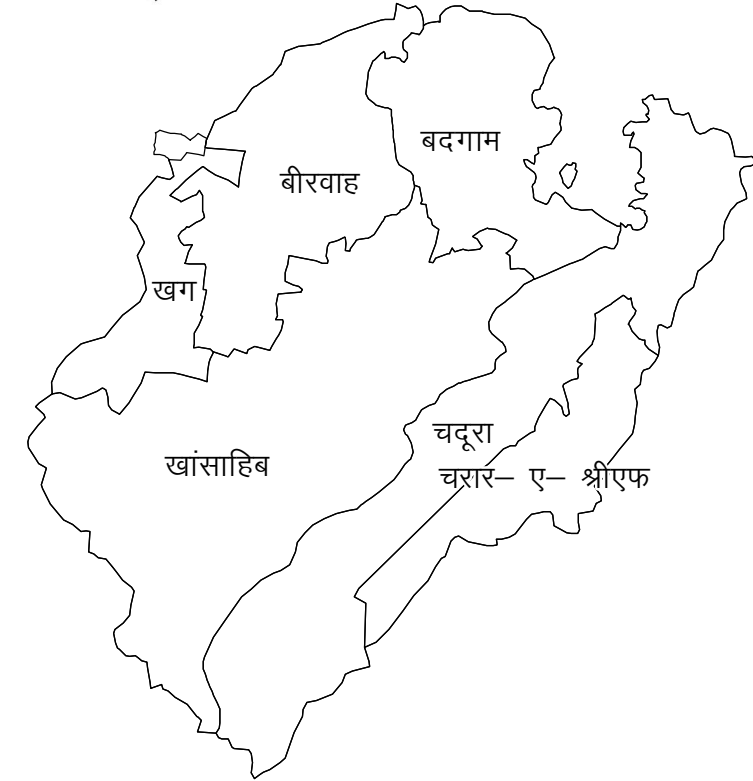 बदगाम
बीरवाह
खग
चदूरा
खांसाहिब
चरार– ए– श्रीएफ